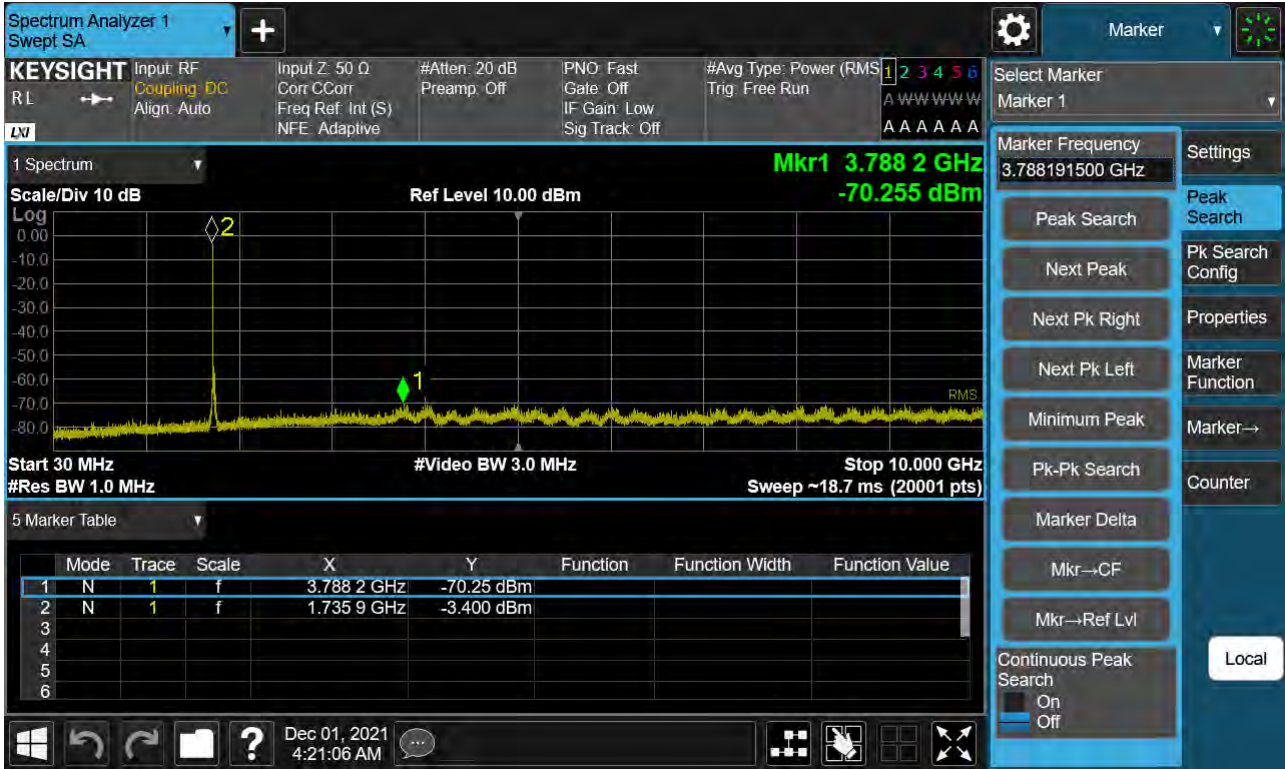 Spectrum Analyzer 1
Swept SA
Marker
KEYSIGHT
RL
LXI
Input: RF
Coupling: DC
Align: Auto
Input Z: 50 Ω
Corr CCorr
Freq Ref: Int (S)
NFE: Adaptive
#Atten: 20 dB
Preamp: Off
PNO: Fast
Gate: Off
IF Gain: Low
Sig Track: Off
#Avg Type: Power (RMS
Trig: Free Run
1 2 3 4 5 6
A W W W W W
A A A A A A
Select Marker
Marker 1
1 Spectrum
Mkr1 3.788 2 GHz
-70.255 dBm
Scale/Div 10 dB
Ref Level 10.00 dBm
Log
0.00
-10.0
-20.0
-30.0
-40.0
-50.0
-60.0
-70.0
-80.0
2
1
RMS
Start 30 MHz
#Video BW 3.0 MHz
Stop 10.000 GHz
#Res BW 1.0 MHz
Sweep ~18.7 ms (20001 pts)
5 Marker Table
Mode Trace Scale X Y Function Function Width Function Value
1 N 1 f 3.788 2 GHz -70.25 dBm
2 N 1 f 1.735 9 GHz -3.400 dBm
3
4
5
6
Marker Frequency
3.788191500 GHz
Peak Search
Next Peak
Next Pk Right
Next Pk Left
Minimum Peak
Pk-Pk Search
Marker Delta
Mkr→CF
Mkr→Ref Lvl
Continuous Peak
Search
On
Off
Settings
Peak
Search
Pk Search
Config
Properties
Marker
Function
Marker→
Counter
Local
?
Dec 01, 2021
4:21:06 AM